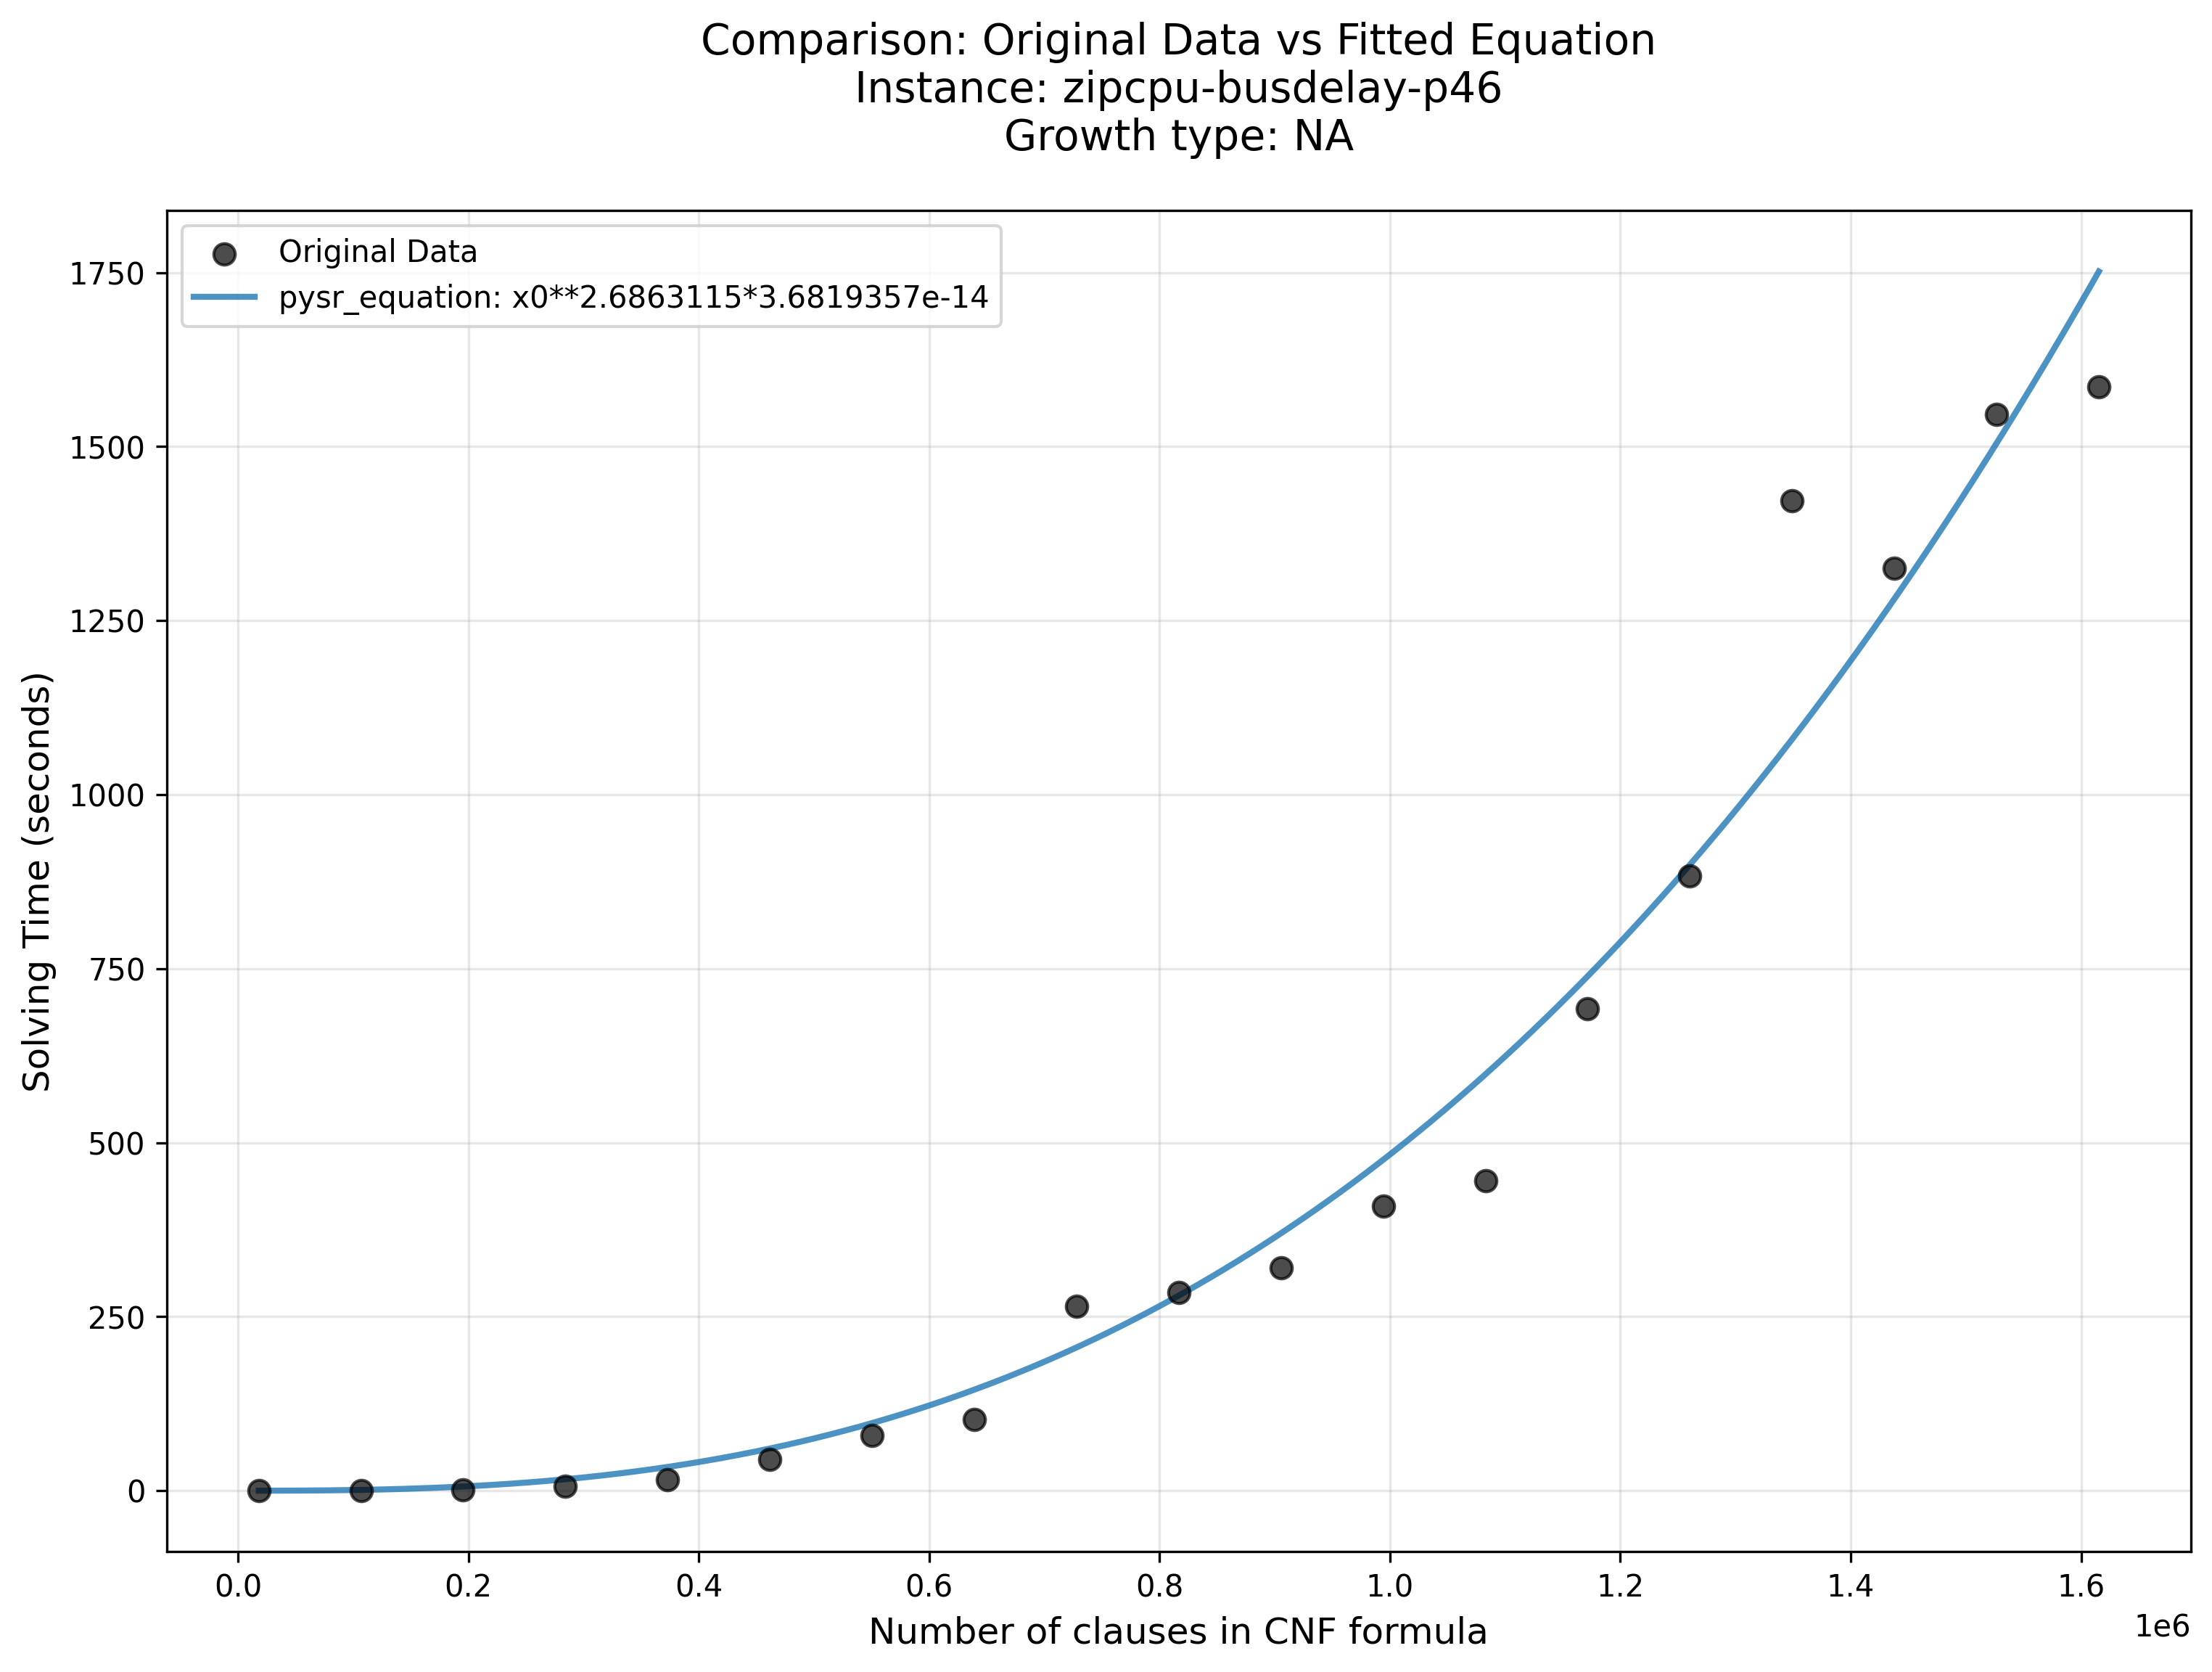 Comparison: Original Data vs Fitted Equation
Instance: zipcpu-busdelay-p46
Growth type: NA
Original Data
pysr_equation: x0**2.6863115*3.6819357e-14
1750
1500
1250
1000
750
500
250
0
Solving Time (seconds)
0.0 0.2 0.4 0.6 0.8 1.0 1.2 1.4 1.6
1e6
Number of clauses in CNF formula